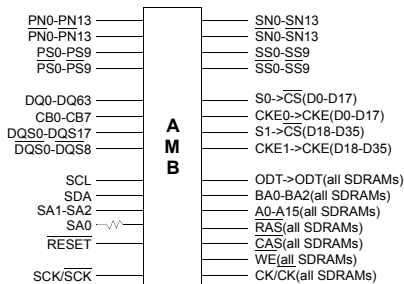 PN0-PN13
PN0-PN13
PS0-PS9
PS0-PS9
DQ0-DQ63
CB0-CB7
DQS0-DQS17
DQS0-DQS8
SCL
SDA
SA1-SA2
SA0
RESET
SCK/SCK
A
M
B
SN0-SN13
SN0-SN13
SS0-SS9
SS0-SS9
S0->CS(D0-D17)
CKE0->CKE(D0-D17)
S1->CS(D18-D35)
CKE1->CKE(D18-D35)
ODT->ODT(all SDRAMs)
BA0-BA2(all SDRAMs)
A0-A15(all SDRAMs)
RAS(all SDRAMs)
CAS(all SDRAMs)
WE(all SDRAMs)
CK/CK(all SDRAMs)